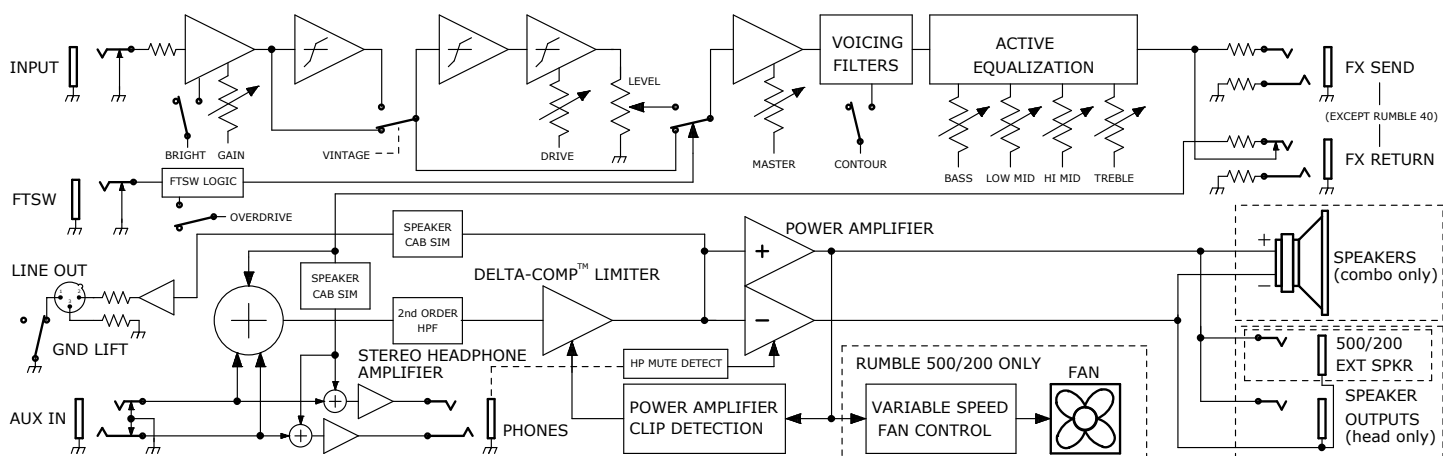 INPUT
BRIGHT
GAIN
VINTAGE
DRIVE
LEVEL
MASTER
VOICING
FILTERS
CONTOUR
ACTIVE
EQUALIZATION
BASS
LOW MID
HI MID
TREBLE
FX SEND
(EXCEPT RUMBLE 40)
FX RETURN
FTSW
FTSW LOGIC
OVERDRIVE
SPEAKER
CAB SIM
LINE OUT
1
2
3
GND LIFT
SPEAKER
CAB SIM
2nd ORDER
HPF
DELTA-COMP™ LIMITER
POWER AMPLIFIER
+
−
+
−
SPEAKERS
(combo only)
STEREO HEADPHONE
AMPLIFIER
HP MUTE DETECT
AUX IN
PHONES
POWER AMPLIFIER
CLIP DETECTION
RUMBLE 500/200 ONLY
VARIABLE SPEED
FAN CONTROL
FAN
500/200
EXT SPKR
SPEAKER
OUTPUTS
(head only)